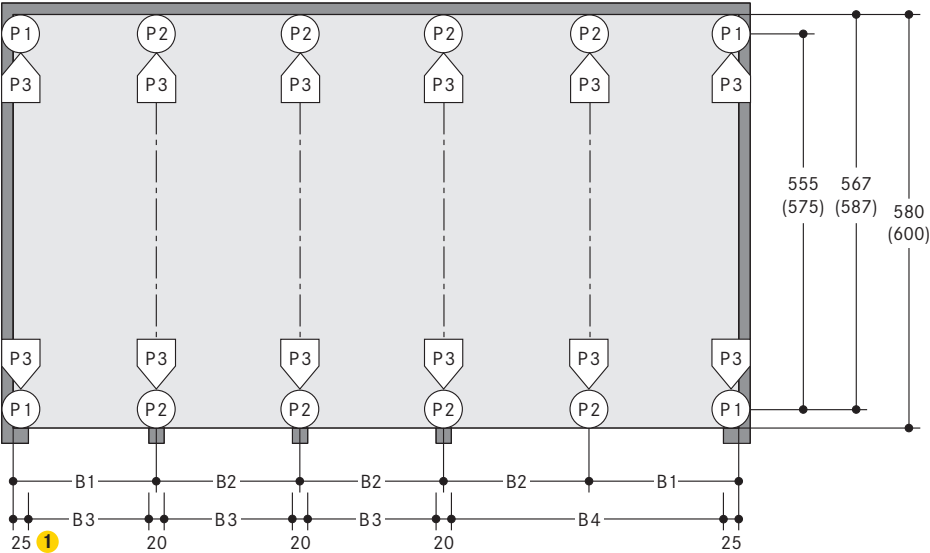 P1 P2 P2 P2 P2 P1
P3 P3 P3 P3 P3 P3
555 567 580
(575) (587) (600)
P3 P3 P3 P3 P3 P3
P1 P2 P2 P2 P2 P1
B1 B2 B2 B2 B1
B3 B3 B3 B4
25 1 20 20 20 25